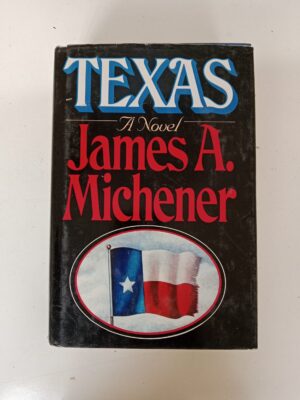 TEXAS
A Novel
James A.
Michener